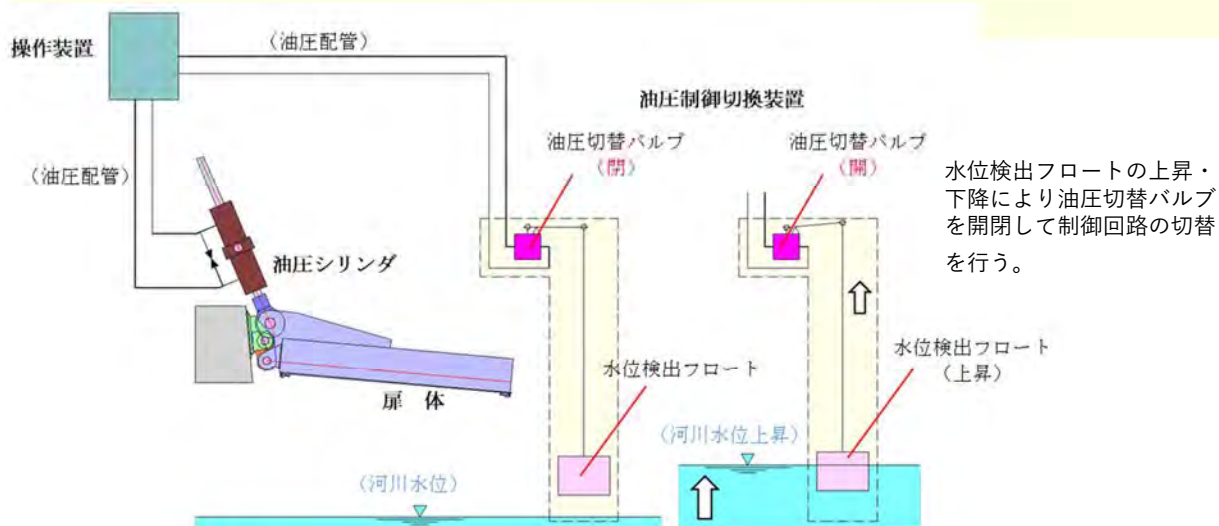 操作装置
（油圧配管）
油圧制御切換装置
油圧切替バルブ
（閉）
油圧切替バルブ
（開）
水位検出フロートの上昇・
下降により油圧切替バルブ
を開閉して制御回路の切替
を行う。
（油圧配管）
油圧シリンダ
扉　体
水位検出フロート
水位検出フロート
（上昇）
（河川水位上昇）
（河川水位）